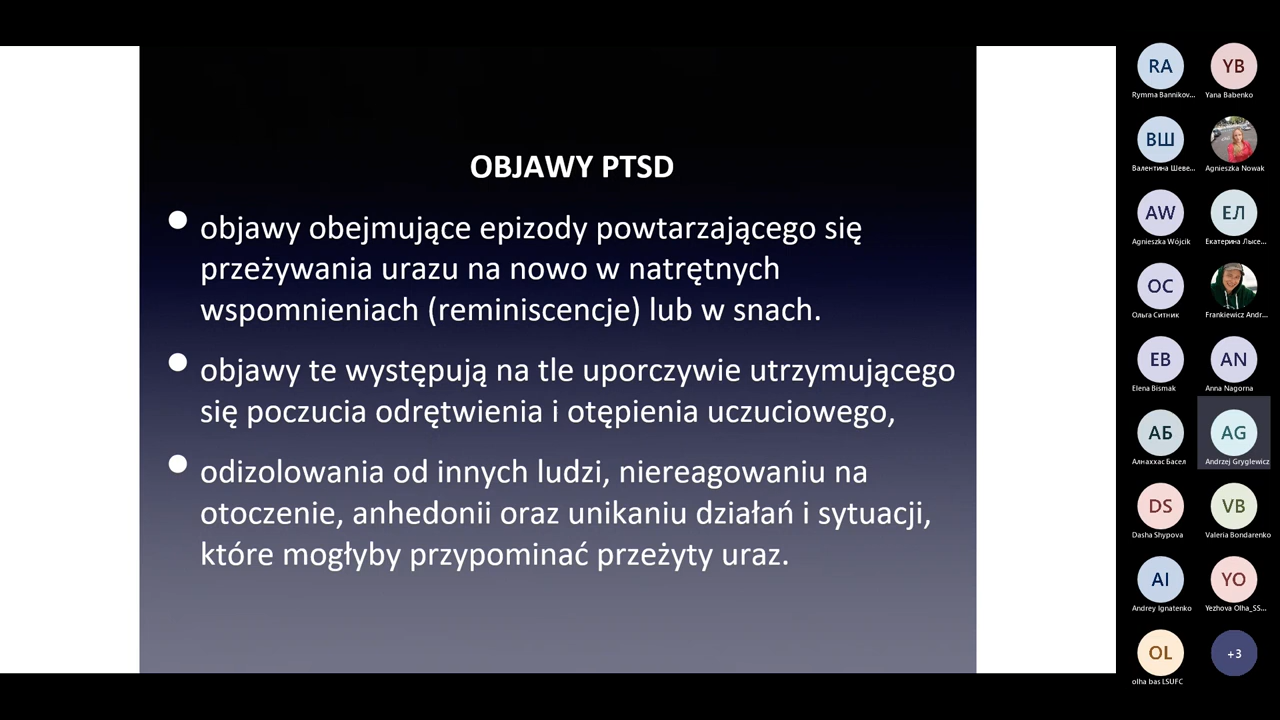 OBJAWY PTSD
• objawy obejmujące epizody powtarzającego się
przeżywania urazu na nowo w natrętnych
wspomnieniach (reminiscencje) lub w snach.
• objawy te występują na tle uporczywie utrzymującego
się poczucia odrętwienia i otępienia uczuciowego,
• odizolowania od innych ludzi, niereagowaniu na
otoczenie, anhedonii oraz unikaniu działań i sytuacji,
które mogłyby przypominać przeżyty uraz.
RA YB
Rymma Bannikov... Yana Babenko
ВШ
Валентина Шеве... Agnieszka Nowak
AW ЕЛ
Agnieszka Wójcik Екатерина Лысе...
ОС
Ольга Ситник Frankiewicz Andr...
EB AN
Elena Bismak Anna Nagorna
АБ AG
Алнаххас Басел Andrzej Gryglewicz
DS VB
Dasha Shypova Valeria Bondarenko
AI YO
Andrey Ignatenko Yezhova Olha_SS...
OL +3
olha bas LSUFC